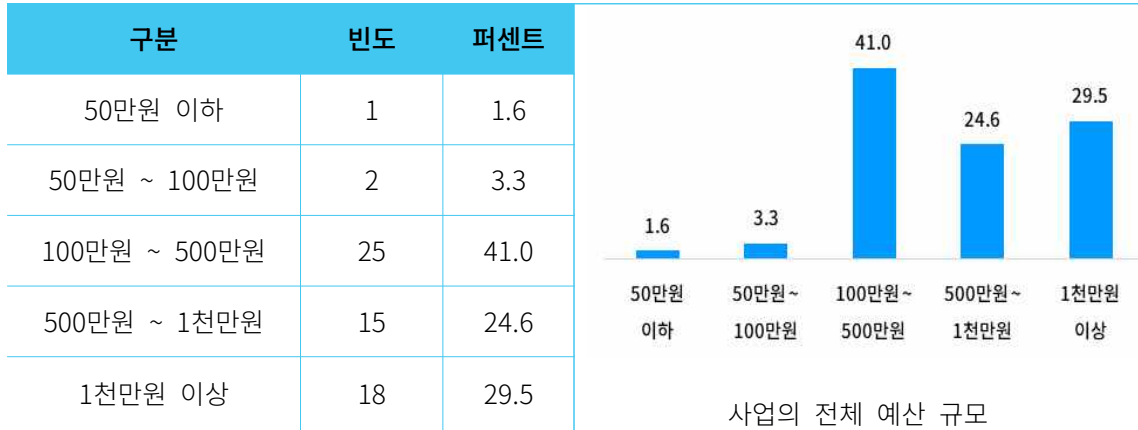 구분 빈도 퍼센트
50만원 이하 1 1.6
50만원 ~ 100만원 2 3.3
100만원 ~ 500만원 25 41.0
500만원 ~ 1천만원 15 24.6
1천만원 이상 18 29.5
41.0
29.5
24.6
3.3
1.6
50만원 50만원~ 100만원~ 500만원~ 1천만원
이하 100만원 500만원 1천만원 이상
사업의 전체 예산 규모